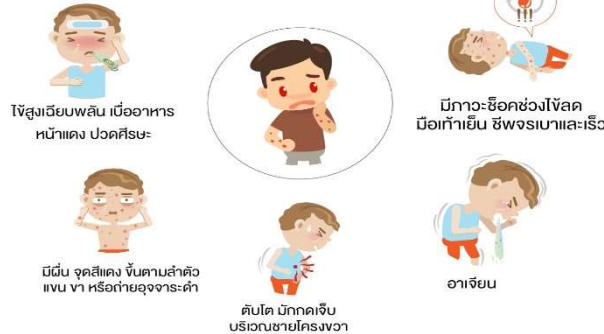 ไข้สูงเฉียบพลัน เบื่ออาหาร
หน้าแดง ปวดศีรษะ
มีภาวะช็อคช่วงไข้ลด
มือเท้าเย็น ชีพจรเบาและเร็ว
มีผื่น จุดสีแดง ขึ้นตามลำตัว
แขน ขา หรือถ่ายอุจจาระดำ
ตับโต มักกดเจ็บ
บริเวณชายโครงขวา
อาเจียน